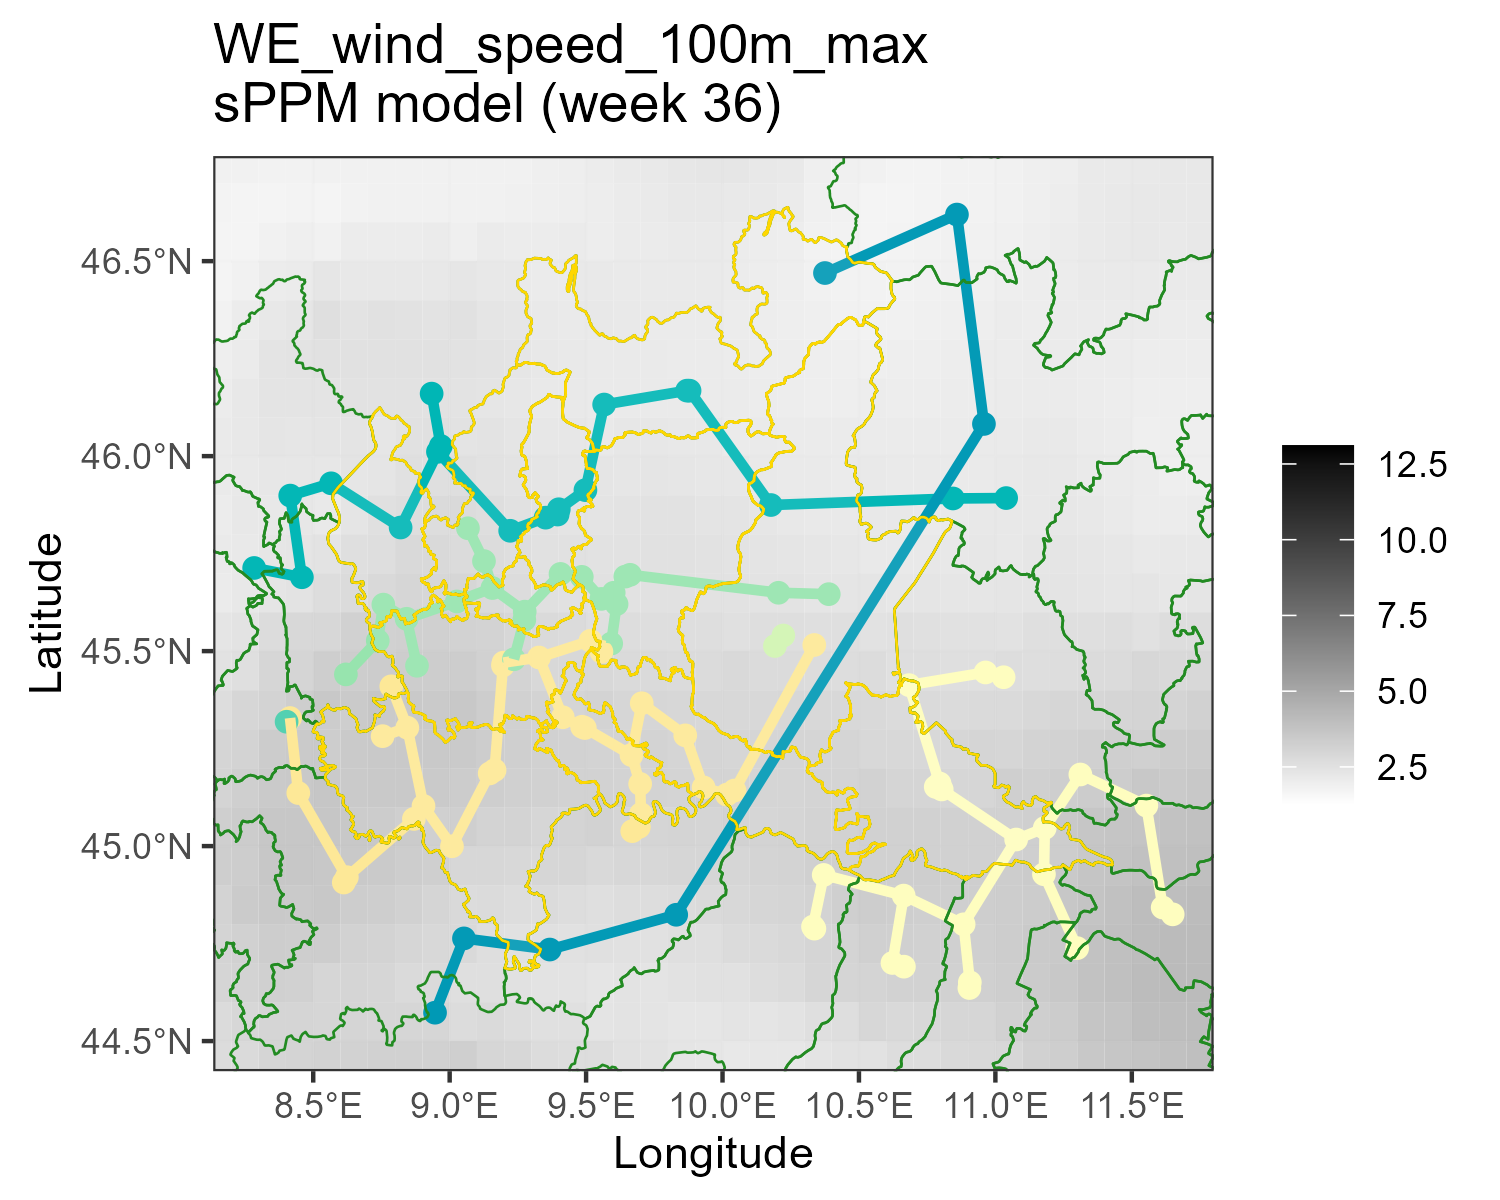 WE_wind_speed_100m_max
sPPM model (week 36)
46.5°N
46.0°N
45.5°N
45.0°N
44.5°N
Latitude
8.5°E 9.0°E 9.5°E 10.0°E 10.5°E 11.0°E 11.5°E
Longitude
12.5
10.0
7.5
5.0
2.5